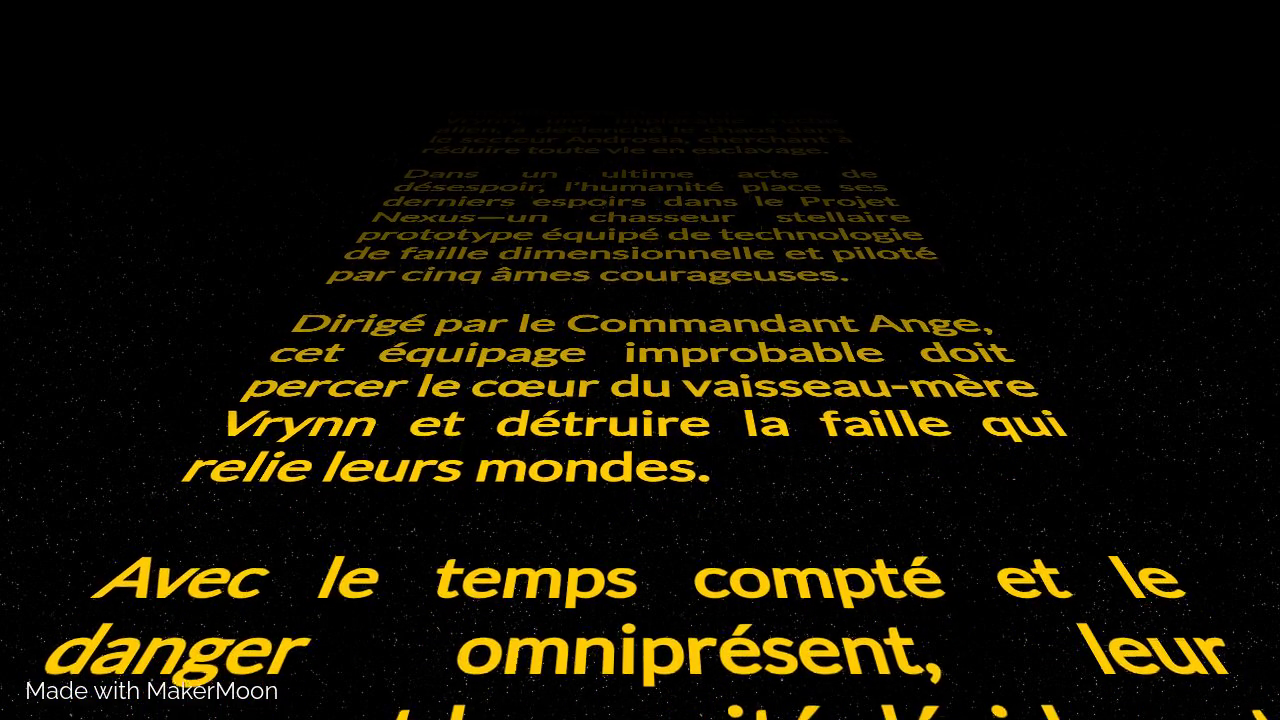 Vrynn, une implacable ruche
alien, a déclenché le chaos dans
le secteur Androsia, cherchant à
réduire toute vie en esclavage.
Dans un ultime acte de
désespoir, l'humanité place ses
derniers espoirs dans le Projet
Nexus—un chasseur stellaire
prototype équipé de technologie
de faille dimensionnelle et piloté
par cinq âmes courageuses.
Dirigé par le Commandant Ange,
cet équipage improbable doit
percer le cœur du vaisseau-mère
Vrynn et détruire la faille qui
relie leurs mondes.
Avec le temps compté et le
danger omniprésent, leur
Made with MakerMoon